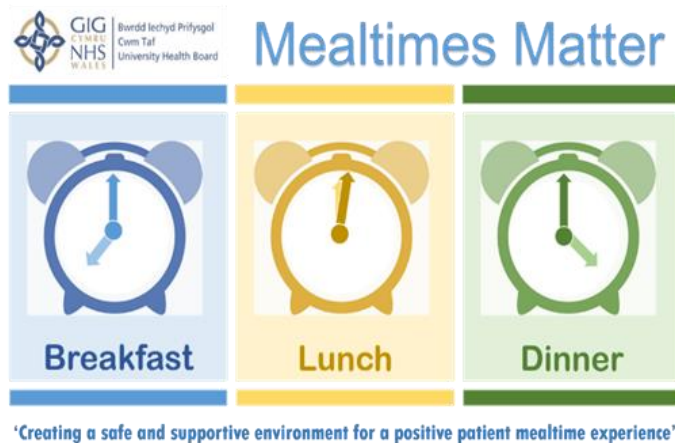 GIG
CYMRU
NHS
WALES
Bwrdd Iechyd Prifysgol
Cwm Taf
University Health Board
Mealtimes Matter
Breakfast
Lunch
Dinner
‘Creating a safe and supportive environment for a positive patient mealtime experience’